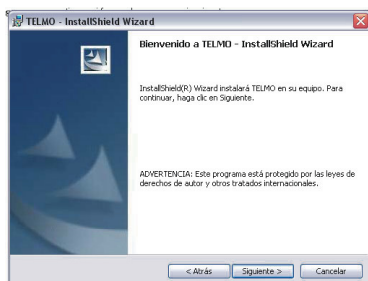 TELMO - InstallShield Wizard
Bienvenido a TELMO - InstallShield Wizard
InstallShield(R) Wizard instalará TELMO en su equipo. Para
continuar, haga clic en Siguiente.
ADVERTENCIA: Este programa está protegido por las leyes de
derechos de autor y otros tratados internacionales.
< Atrás
Siguiente >
Cancelar